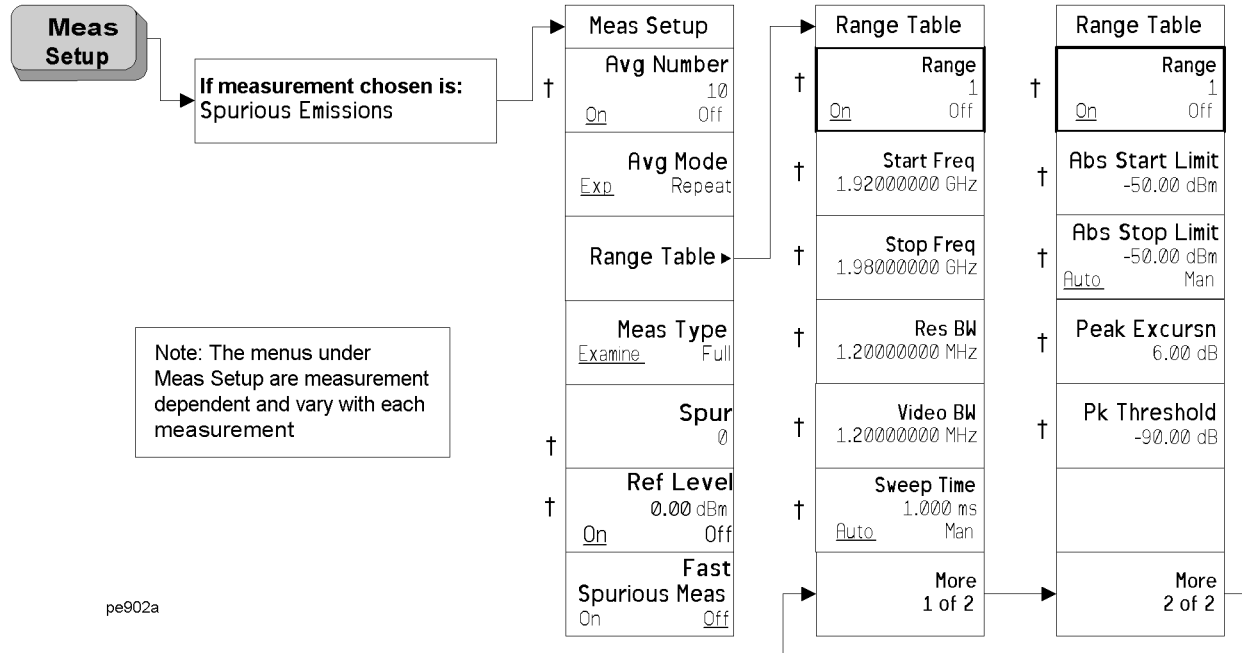 Meas
Setup
If measurement chosen is:
Spurious Emissions
Note: The menus under
Meas Setup are measurement
dependent and vary with each
measurement
pe902a
Meas Setup
† Avg Number
10
On Off
Avg Mode
Exp Repeat
Range Table ▸
Meas Type
Examine Full
Spur
† 0
Ref Level
† 0.00 dBm
On Off
Fast
Spurious Meas
On Off
Range Table
† Range
1
On Off
† Start Freq
1.92000000 GHz
† Stop Freq
1.98000000 GHz
† Res BW
1.20000000 MHz
† Video BW
1.20000000 MHz
† Sweep Time
1.000 ms
Auto Man
More
1 of 2
Range Table
† Range
1
On Off
† Abs Start Limit
-50.00 dBm
† Abs Stop Limit
-50.00 dBm
Auto Man
† Peak Excursn
6.00 dB
† Pk Threshold
-90.00 dB
More
2 of 2